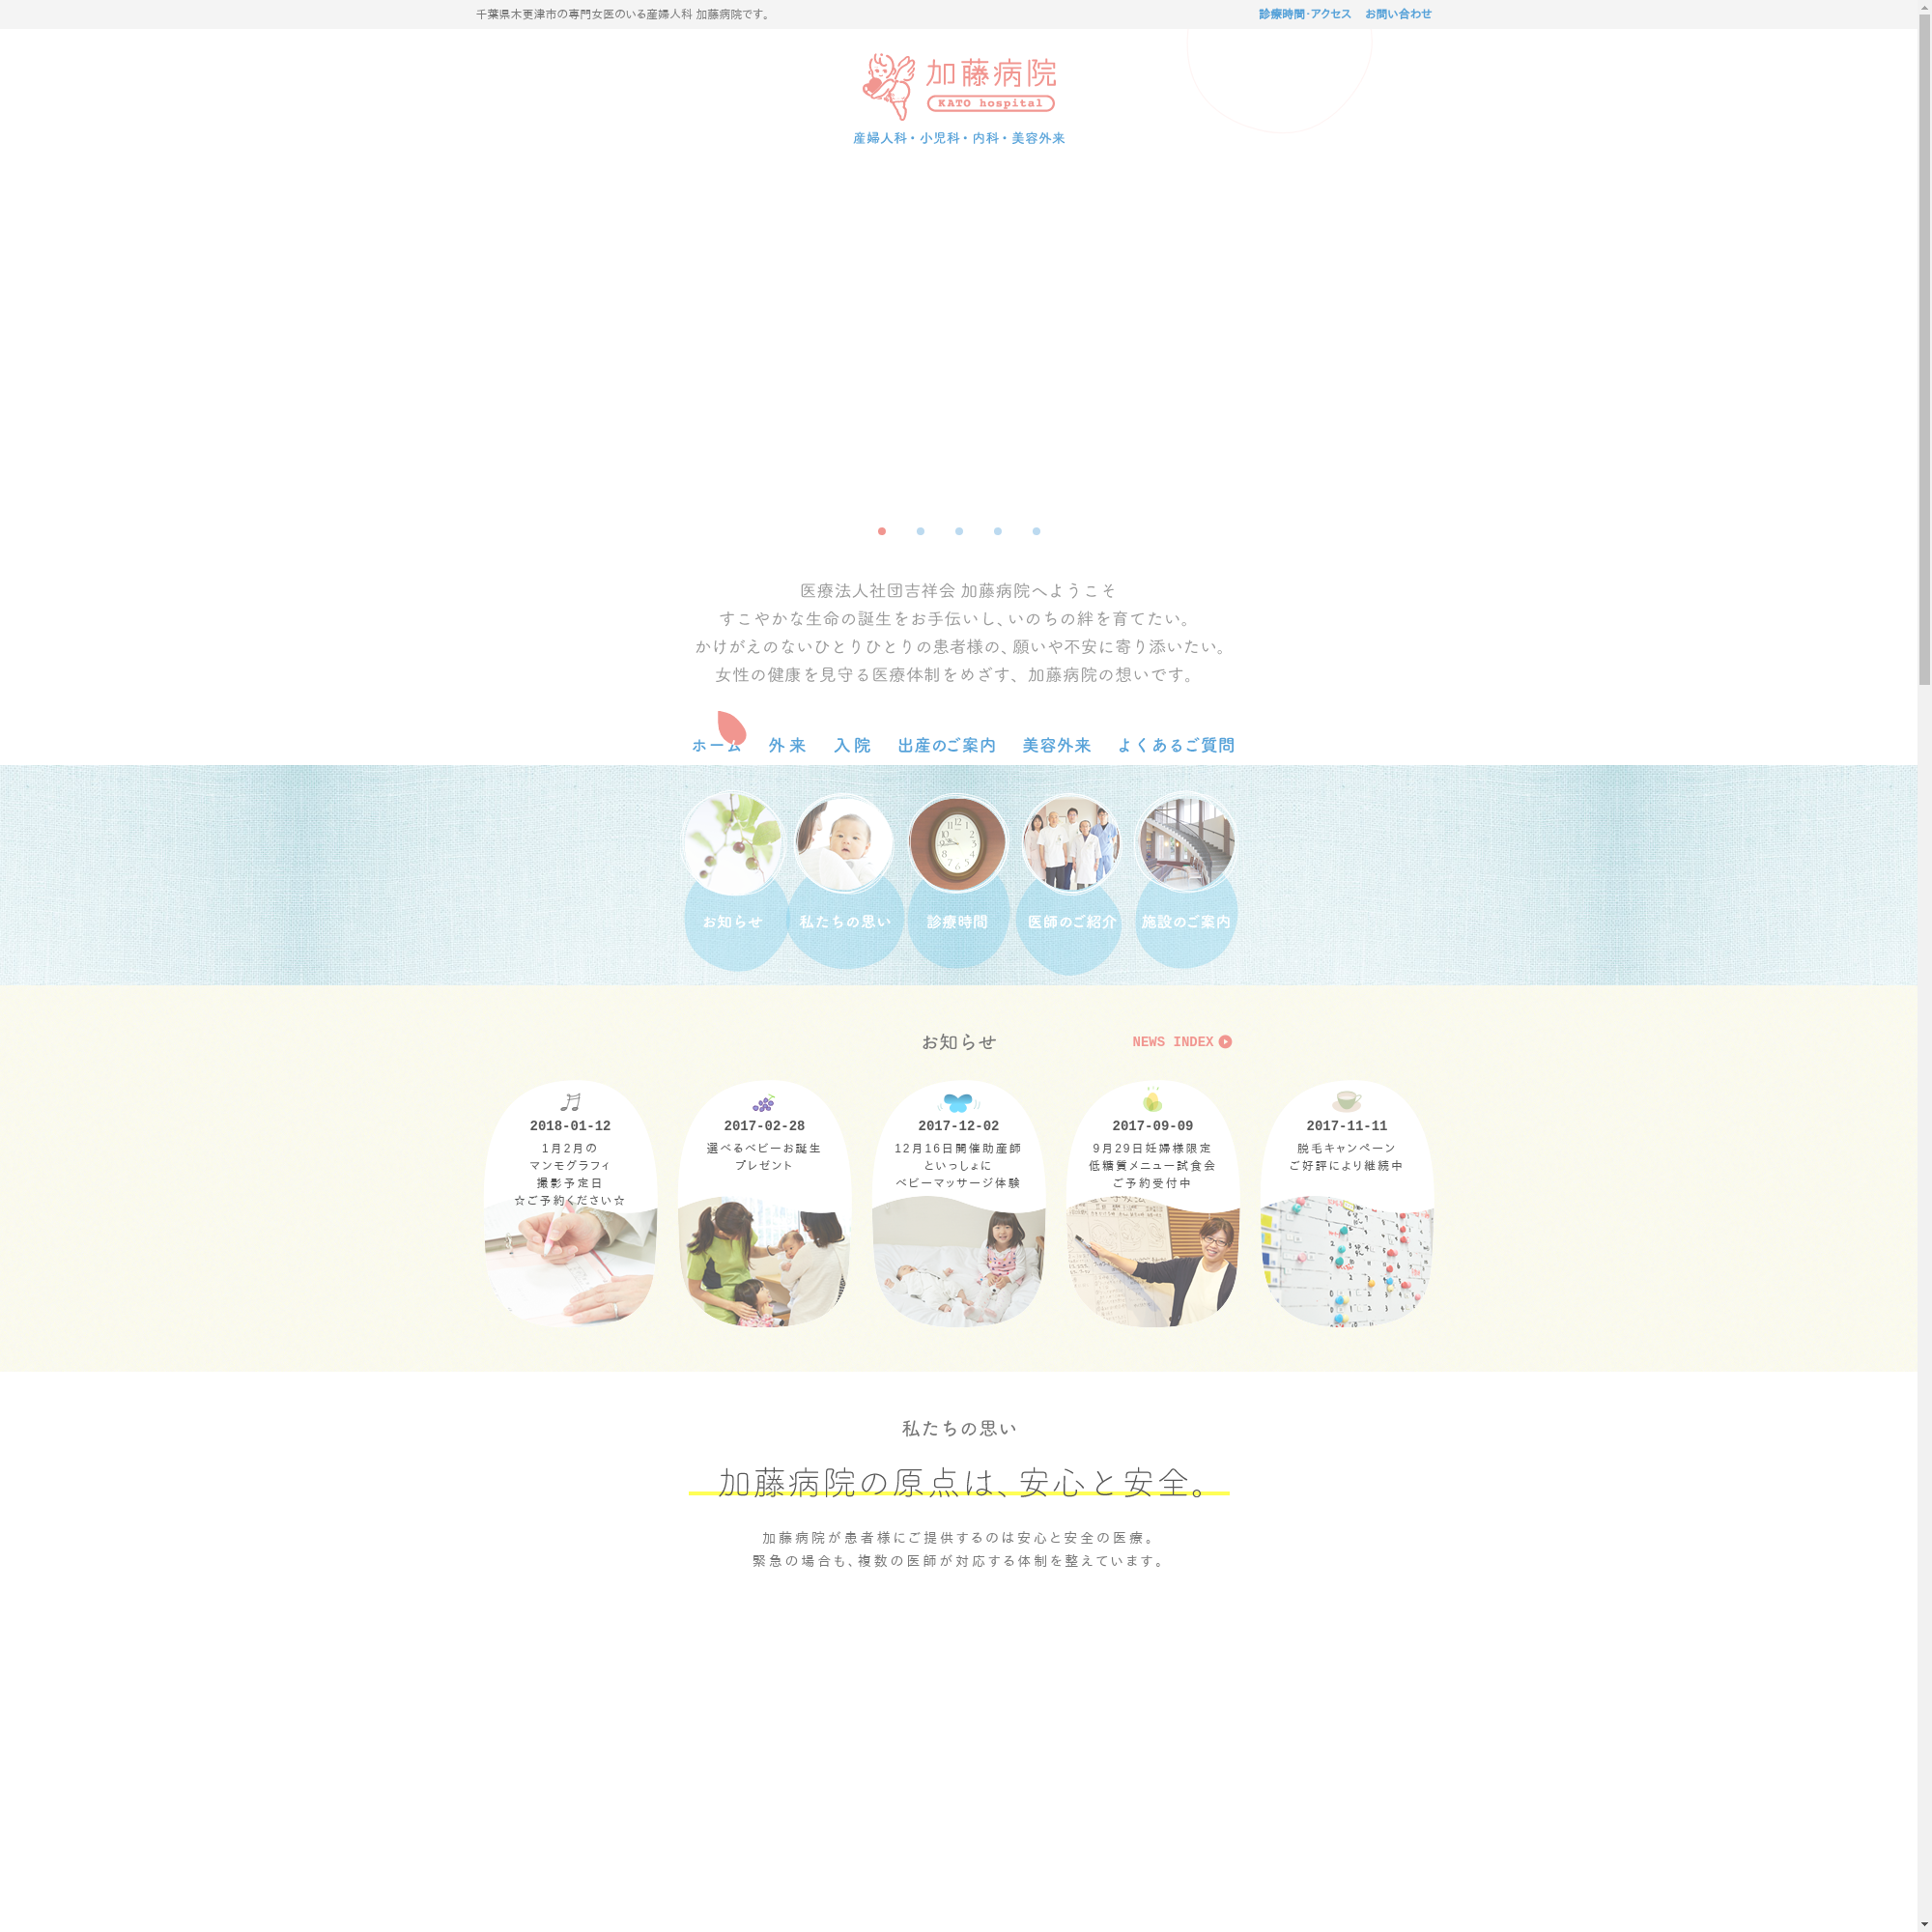 千葉県木更津市の専門女医のいる産婦人科 加藤病院です。
診療時間・アクセス
お問い合わせ
加藤病院
KATO hospital
産婦人科・小児科・内科・美容外来
医療法人社団吉祥会 加藤病院へようこそ
すこやかな生命の誕生をお手伝いし、いのちの絆を育てたい。
かけがえのないひとりひとりの患者様の、願いや不安に寄り添いたい。
女性の健康を見守る医療体制をめざす、加藤病院の想いです。
ホーム
外来
入院
出産のご案内
美容外来
よくあるご質問
お知らせ
私たちの思い
診療時間
医師のご紹介
施設のご案内
お知らせ
NEWS INDEX
2018-01-12
1月2月の
マンモグラフィ
撮影予定日
☆ご予約ください☆
2017-02-28
選べるベビーお誕生
プレゼント
2017-12-02
12月16日開催助産師
といっしょに
ベビーマッサージ体験
2017-09-09
9月29日妊婦様限定
低糖質メニュー試食会
ご予約受付中
2017-11-11
脱毛キャンペーン
ご好評により継続中
私たちの思い
加藤病院の原点は、安心と安全。
加藤病院が患者様にご提供するのは安心と安全の医療。
緊急の場合も、複数の医師が対応する体制を整えています。